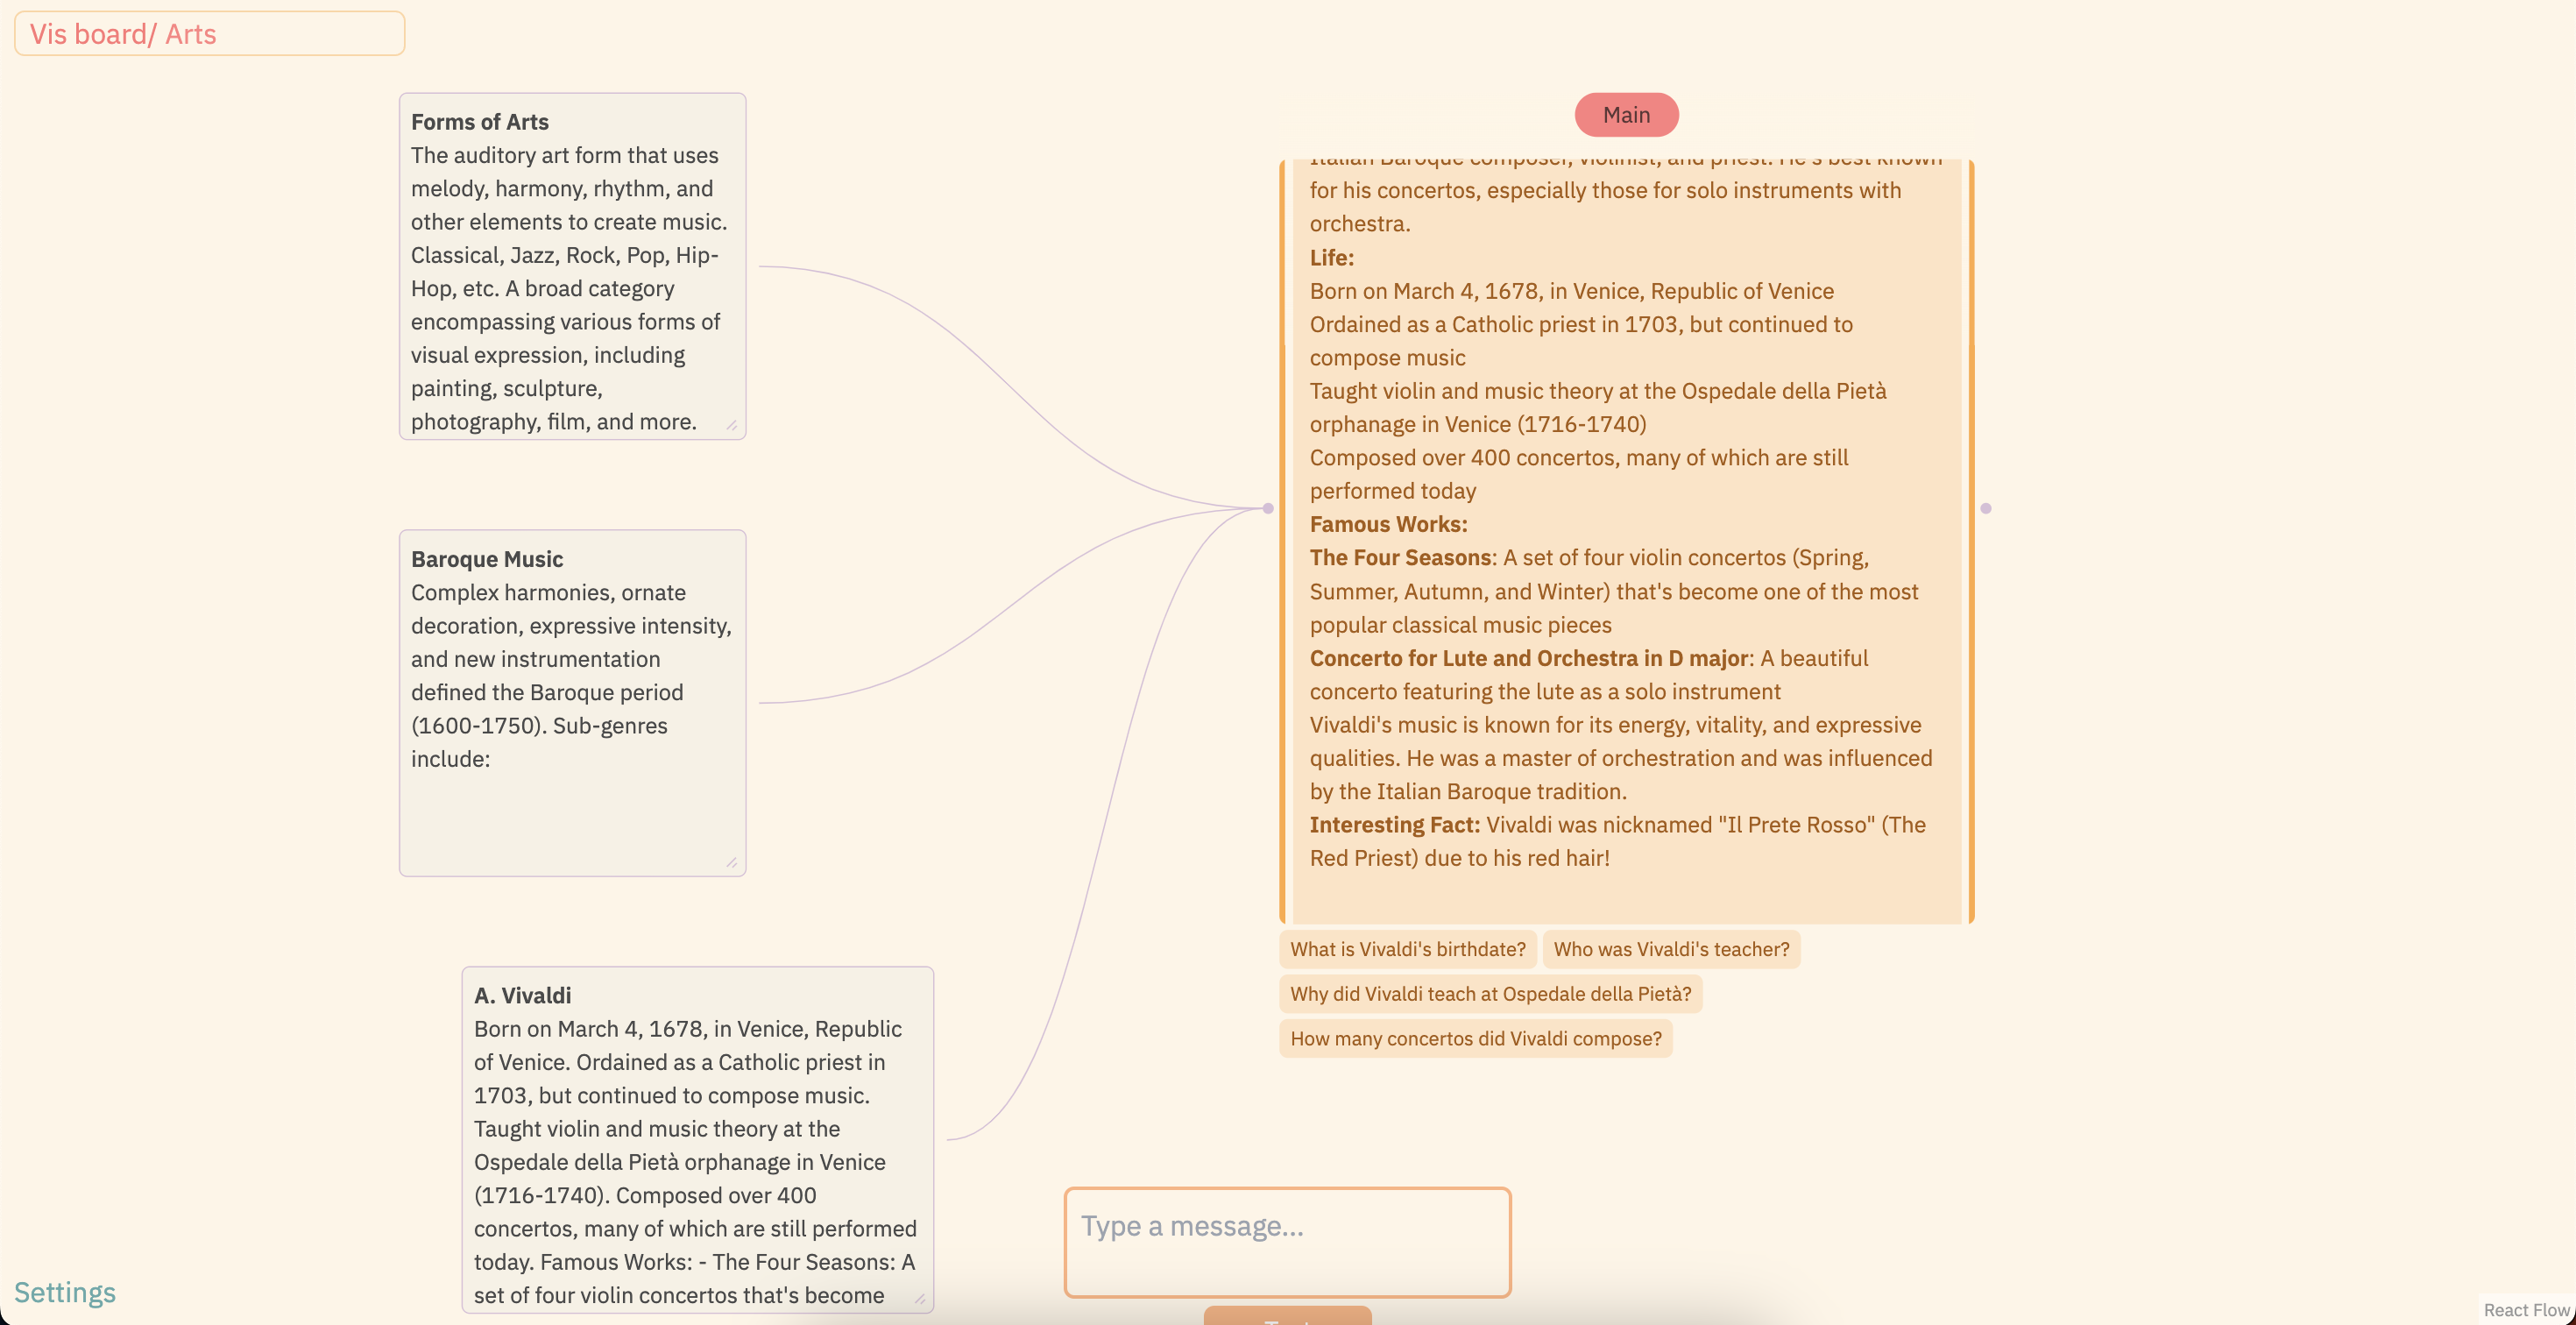 Vis board/ Arts
Forms of Arts
The auditory art form that uses
melody, harmony, rhythm, and
other elements to create music.
Classical, Jazz, Rock, Pop, Hip-
Hop, etc. A broad category
encompassing various forms of
visual expression, including
painting, sculpture,
photography, film, and more.
Baroque Music
Complex harmonies, ornate
decoration, expressive intensity,
and new instrumentation
defined the Baroque period
(1600-1750). Sub-genres
include:
A. Vivaldi
Born on March 4, 1678, in Venice, Republic
of Venice. Ordained as a Catholic priest in
1703, but continued to compose music.
Taught violin and music theory at the
Ospedale della Pietà orphanage in Venice
(1716-1740). Composed over 400
concertos, many of which are still performed
today. Famous Works: - The Four Seasons: A
set of four violin concertos that's become
Main
Italian Baroque composer, violinist, and priest. He's best known
for his concertos, especially those for solo instruments with
orchestra.
Life:
Born on March 4, 1678, in Venice, Republic of Venice
Ordained as a Catholic priest in 1703, but continued to
compose music
Taught violin and music theory at the Ospedale della Pietà
orphanage in Venice (1716-1740)
Composed over 400 concertos, many of which are still
performed today
Famous Works:
The Four Seasons: A set of four violin concertos (Spring,
Summer, Autumn, and Winter) that's become one of the most
popular classical music pieces
Concerto for Lute and Orchestra in D major: A beautiful
concerto featuring the lute as a solo instrument
Vivaldi's music is known for its energy, vitality, and expressive
qualities. He was a master of orchestration and was influenced
by the Italian Baroque tradition.
Interesting Fact: Vivaldi was nicknamed "Il Prete Rosso" (The
Red Priest) due to his red hair!
What is Vivaldi's birthdate? Who was Vivaldi's teacher?
Why did Vivaldi teach at Ospedale della Pietà?
How many concertos did Vivaldi compose?
Type a message...
Settings
React Flow